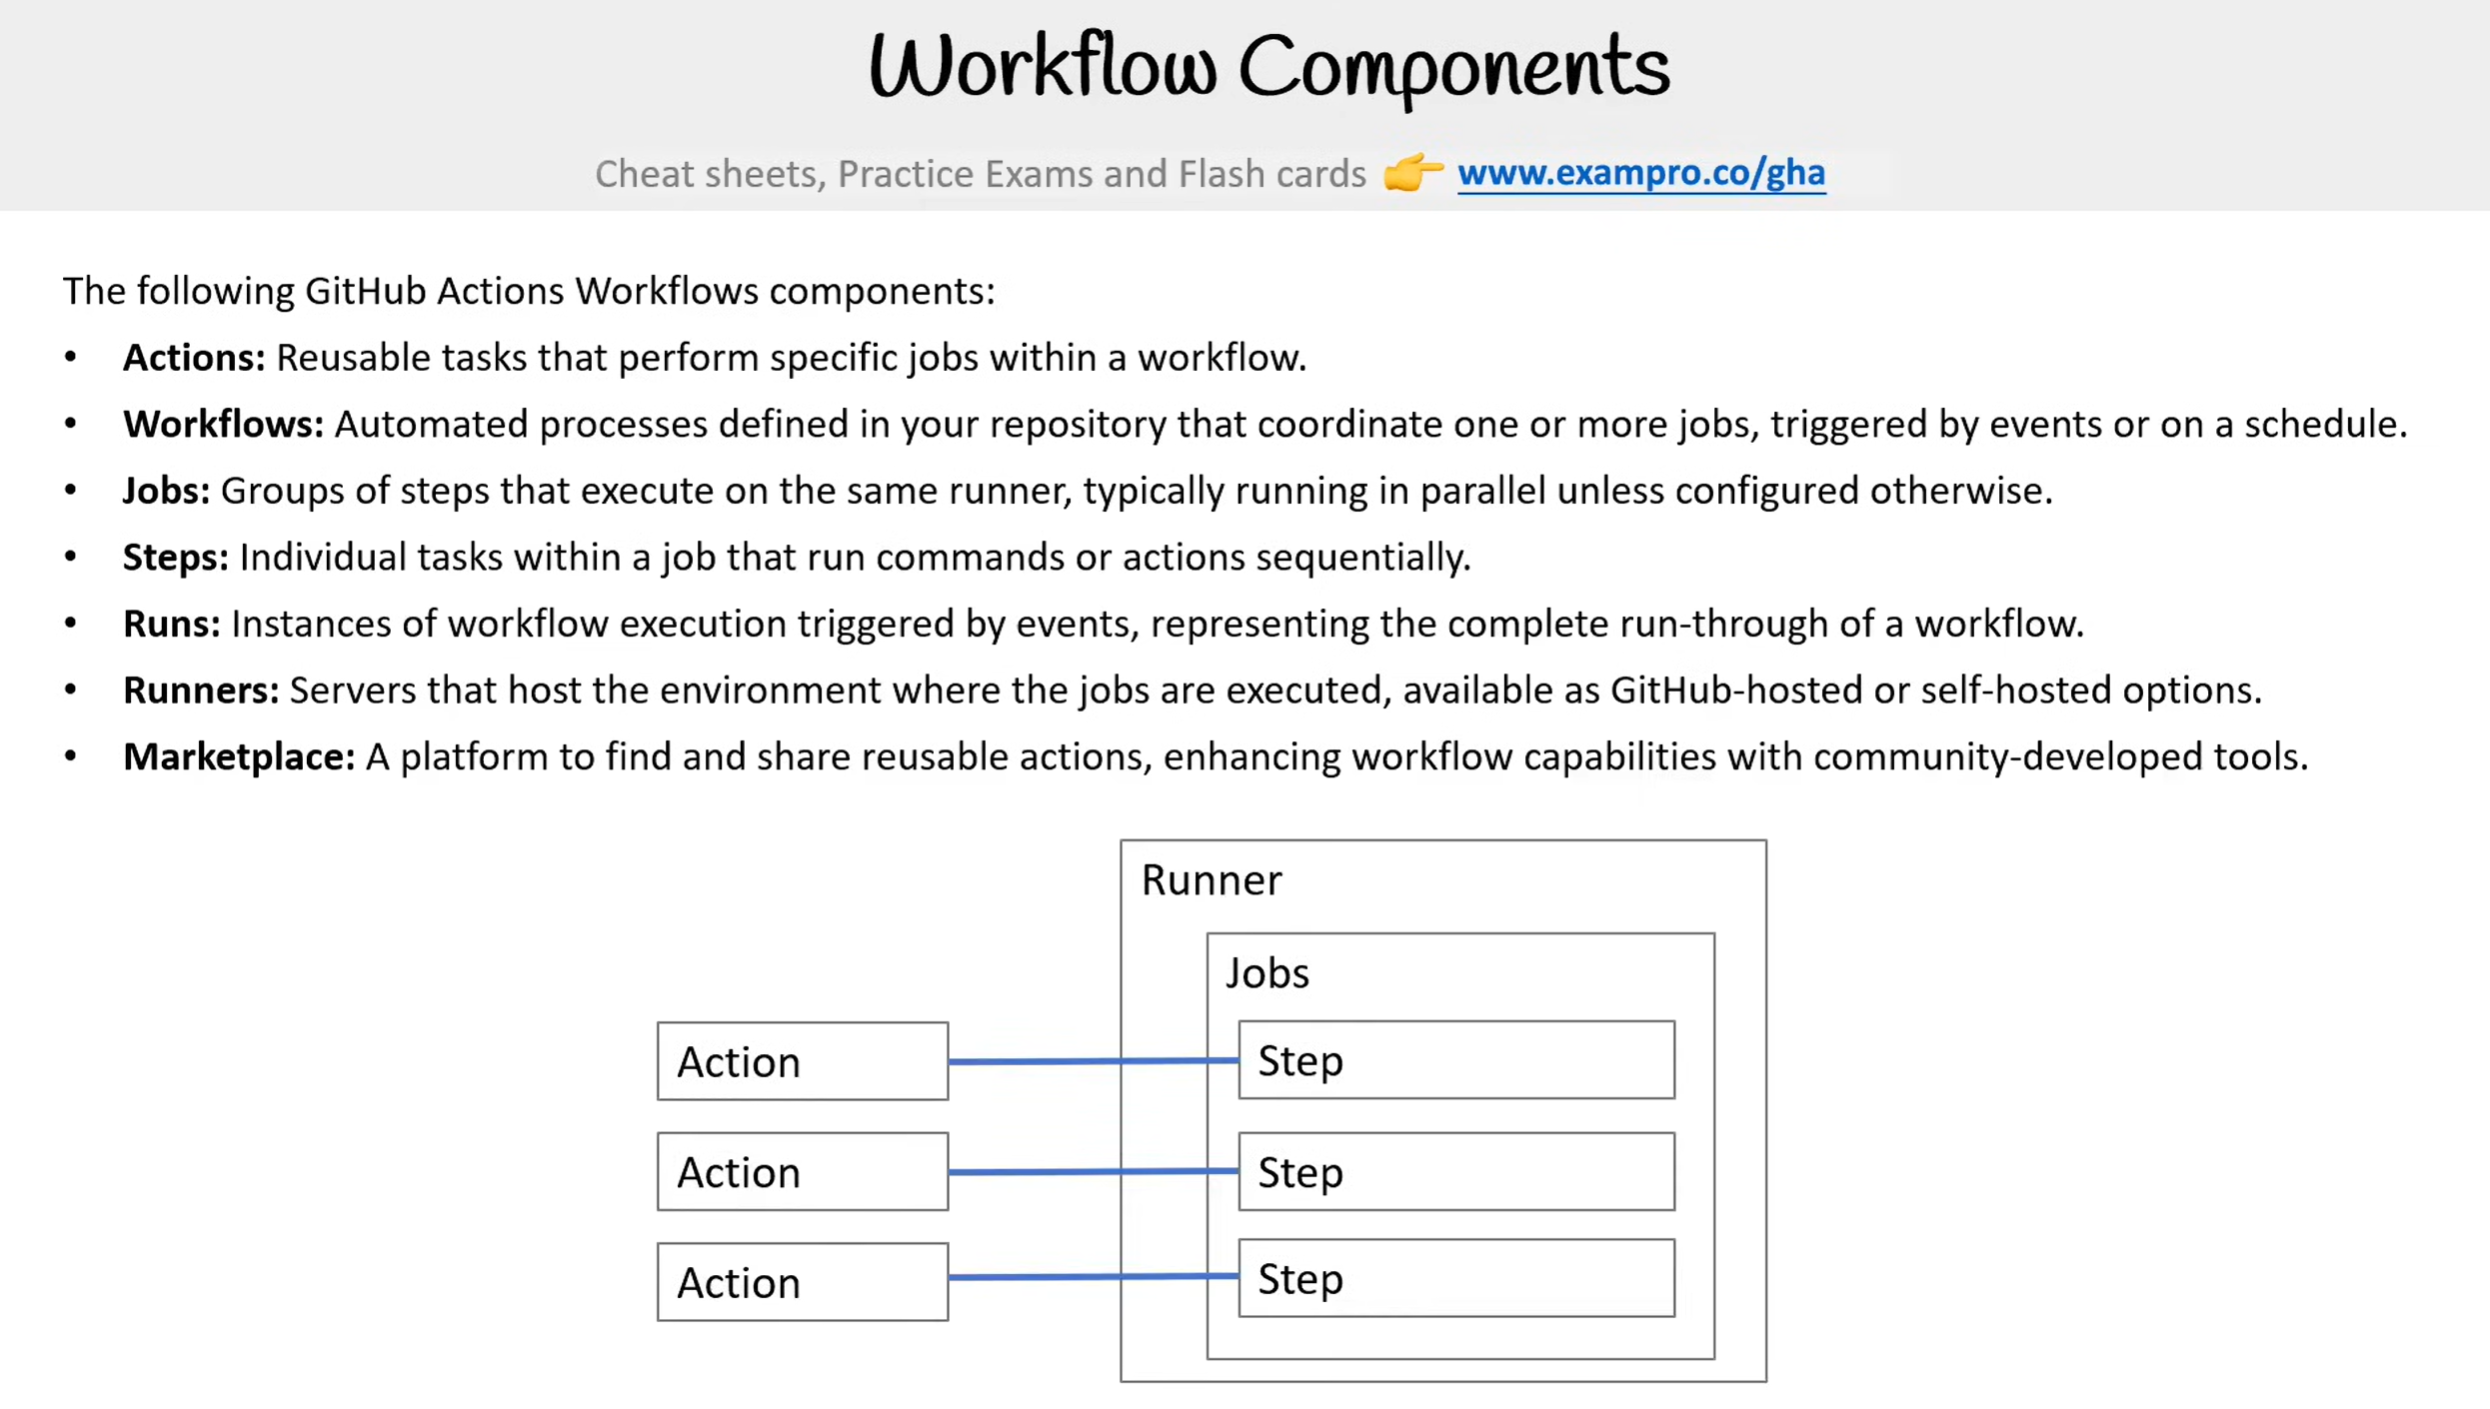 Workflow Components
Cheat sheets, Practice Exams and Flash cards 👉 www.exampro.co/gha
The following GitHub Actions Workflows components:
• Actions: Reusable tasks that perform specific jobs within a workflow.
• Workflows: Automated processes defined in your repository that coordinate one or more jobs, triggered by events or on a schedule.
• Jobs: Groups of steps that execute on the same runner, typically running in parallel unless configured otherwise.
• Steps: Individual tasks within a job that run commands or actions sequentially.
• Runs: Instances of workflow execution triggered by events, representing the complete run-through of a workflow.
• Runners: Servers that host the environment where the jobs are executed, available as GitHub-hosted or self-hosted options.
• Marketplace: A platform to find and share reusable actions, enhancing workflow capabilities with community-developed tools.
Runner
Jobs
Action
Step
Action
Step
Action
Step